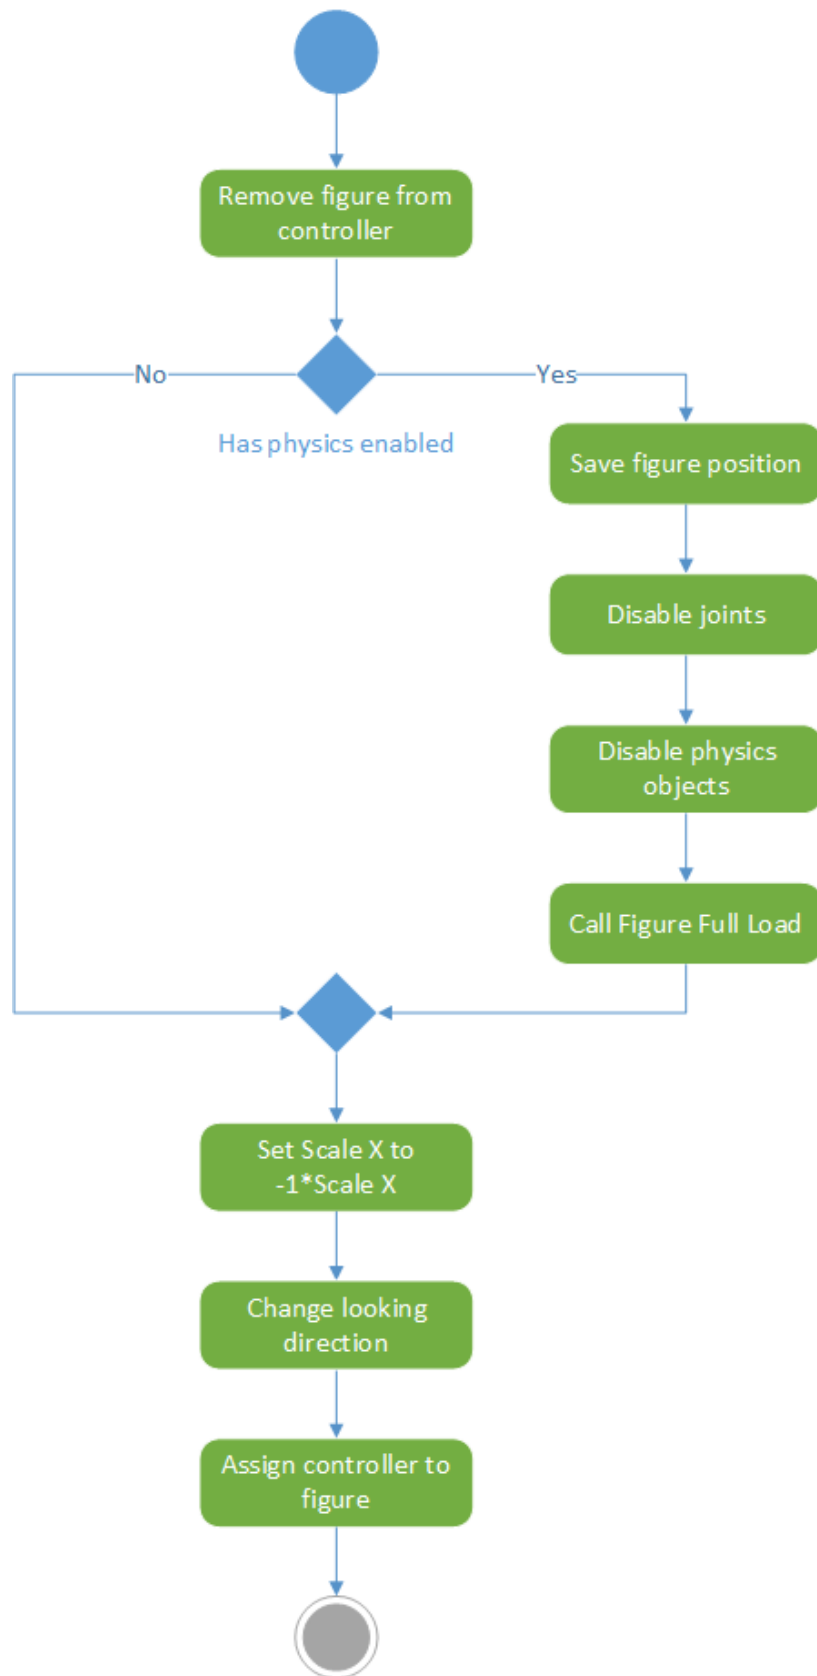 Remove figure from
controller
No
Yes
Has physics enabled
Save figure position
Disable joints
Disable physics
objects
Call Figure Full Load
Set Scale X to
-1*Scale X
Change looking
direction
Assign controller to
figure